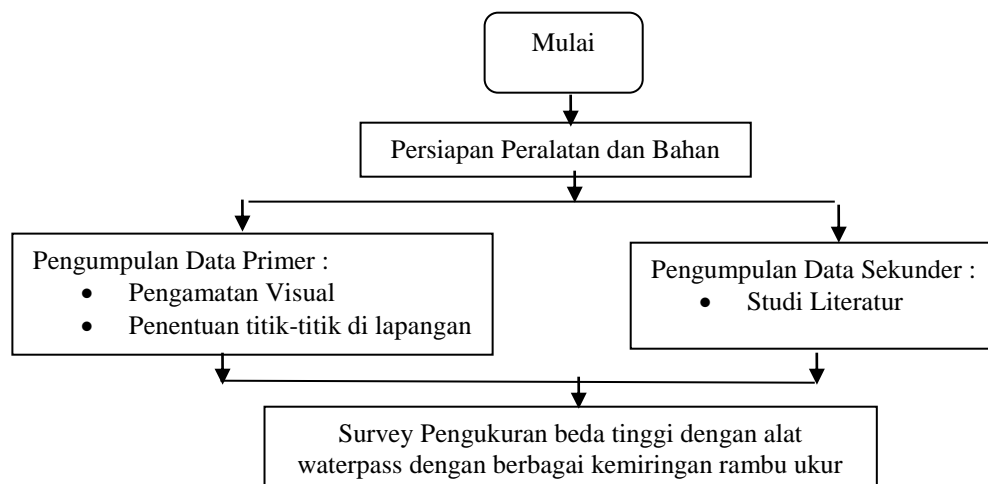 Mulai
Persiapan Peralatan dan Bahan
Pengumpulan Data Primer :
• Pengamatan Visual
• Penentuan titik-titik di lapangan
Pengumpulan Data Sekunder :
• Studi Literatur
Survey Pengukuran beda tinggi dengan alat
waterpass dengan berbagai kemiringan rambu ukur